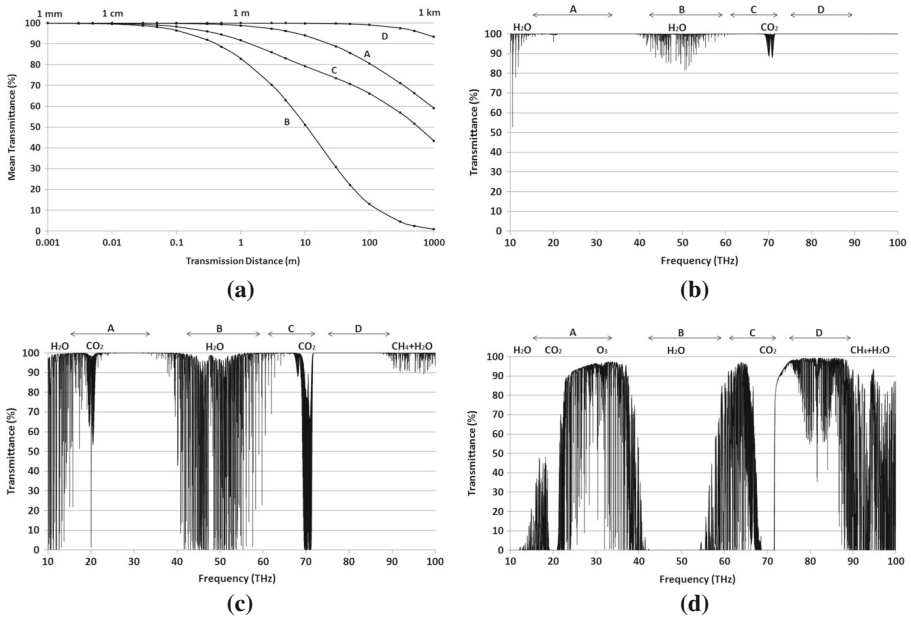 1 mm 1 cm 1 m 1 km
100
90
80
70
60
50
40
30
20
10
0
Mean Transmittance (%)
D
A
C
B
0.001 0.01 0.1 1 10 100 1000
Transmission Distance (m)
(a)
A B C D
H₂O H₂O CO₂
100
90
80
70
60
50
40
30
20
10
0
Transmittance (%)
10 20 30 40 50 60 70 80 90 100
Frequency (THz)
(b)
A B C D
H₂O CO₂ H₂O CO₂ CH₄+H₂O
100
90
80
70
60
50
40
30
20
10
0
Transmittance (%)
10 20 30 40 50 60 70 80 90 100
Frequency (THz)
(c)
A B C D
H₂O CO₂ O₃ H₂O CO₂ CH₄+H₂O
100
90
80
70
60
50
40
30
20
10
0
Transmittance (%)
10 20 30 40 50 60 70 80 90 100
Frequency (THz)
(d)